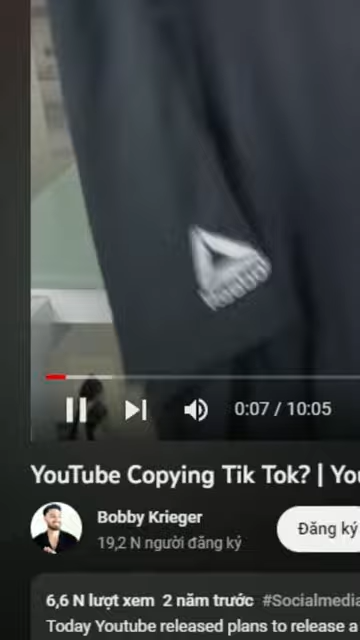 Reebok
0:07 / 10:05
YouTube Copying Tik Tok? | You
Bobby Krieger
19,2 N người đăng ký
Đăng ký
6,6 N lượt xem 2 năm trước #Socialmedia
Today Youtube released plans to release a